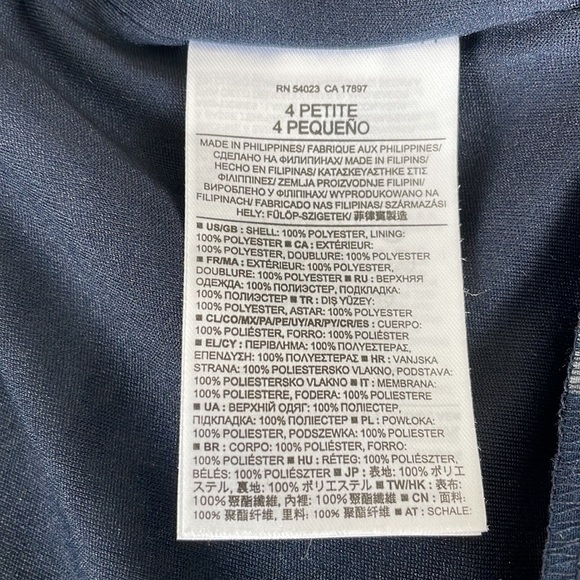 RN 54023 CA 17897
4 PETITE
4 PEQUEÑO
MADE IN PHILIPPINES/ FABRIQUE AUX PHILIPPINES/
СДЕЛАНО НА ФИЛИПИНАХ/ MADE IN FILIPINS/
HECHO EN FILIPINAS/ ΚΑΤΑΣΚΕΥΑΣΤΗΚΕ ΣΤΙΣ
ΦΙΛΙΠΠΙΝΕΣ/ ZEMLJA PROIZVODNJE FILIPINI/
ВИРОБЛЕНО У ФІЛІПІНАХ/ WYPRODUKOWANO NA
FILIPINACH/ FABRICADO NAS FILIPINAS/ SZÁRMAZÁSI
HELY: FÜLÖP-SZIGETEK/ 菲律賓製造
■ US/GB : SHELL: 100% POLYESTER, LINING:
100% POLYESTER ■ CA : EXTÉRIEUR:
100% POLYESTER, DOUBLURE: 100% POLYESTER
■ FR/MA : EXTÉRIEUR: 100% POLYESTER,
DOUBLURE: 100% POLYESTER ■ RU : ВЕРХНЯЯ
ОДЕЖДА: 100% ПОЛИЭСТЕР, ПОДКЛАДКА:
100% ПОЛИЭСТЕР ■ TR : DIŞ YÜZEY:
100% POLYESTER, ASTAR: 100% POLYESTER
■ CL/CO/MX/PA/PE/UY/AR/PY/CR/ES : CUERPO:
100% POLIÉSTER, FORRO: 100% POLIÉSTER
■ EL/CY : ΠΕΡΙΒΛΗΜΑ: 100% ΠΟΛΥΕΣΤΕΡΑΣ,
ΕΠΕΝΔΥΣΗ: 100% ΠΟΛΥΕΣΤΕΡΑΣ ■ HR : VANJSKA
STRANA: 100% POLIESTERSKO VLAKNO, PODSTAVA:
100% POLIESTERSKO VLAKNO ■ IT : MEMBRANA:
100% POLIESTERE, FODERA: 100% POLIESTERE
■ UA : ВЕРХНІЙ ОДЯГ: 100% ПОЛІЕСТЕР,
ПІДКЛАДКА: 100% ПОЛІЕСТЕР ■ PL : POWŁOKA:
100% POLIESTER, PODSZEWKA: 100% POLIESTER
■ BR : CORPO: 100% POLIÉSTER, FORRO:
100% POLIÉSTER ■ HU : RÉTEG: 100% POLIÉSZTER,
BÉLÉS: 100% POLIÉSZTER ■ JP : 表地: 100% ポリエ
ステル, 裏地: 100% ポリエステル ■ TW/HK : 表布:
100% 聚酯纖維, 內裡: 100% 聚酯纖維 ■ CN : 面料:
100% 聚酯纤维, 里料: 100% 聚酯纤维 ■ AT : SCHALE: